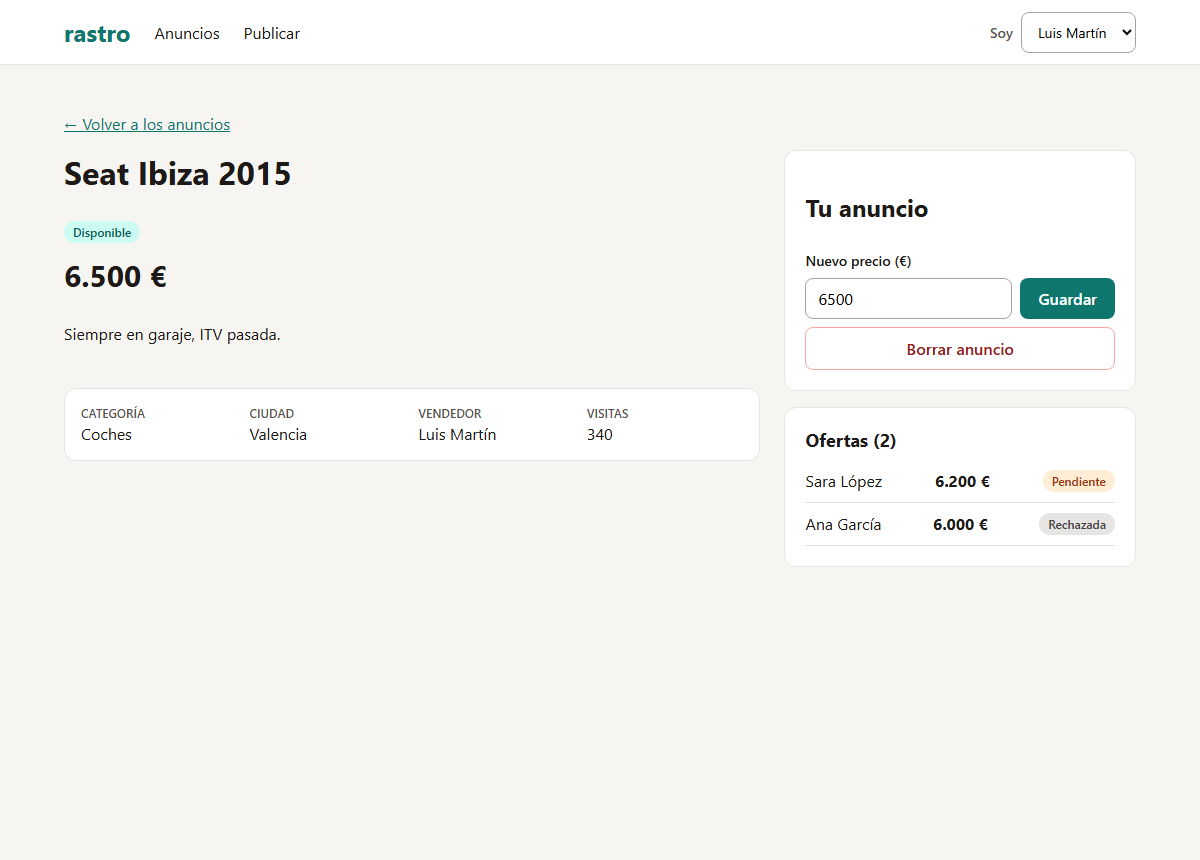 rastro Anuncios Publicar Soy Luis Martín
← Volver a los anuncios
Seat Ibiza 2015
Disponible
6.500 €
Siempre en garaje, ITV pasada.
CATEGORÍA CIUDAD VENDEDOR VISITAS
Coches Valencia Luis Martín 340
Tu anuncio
Nuevo precio (€)
6500 Guardar
Borrar anuncio
Ofertas (2)
Sara López 6.200 € Pendiente
Ana García 6.000 € Rechazada